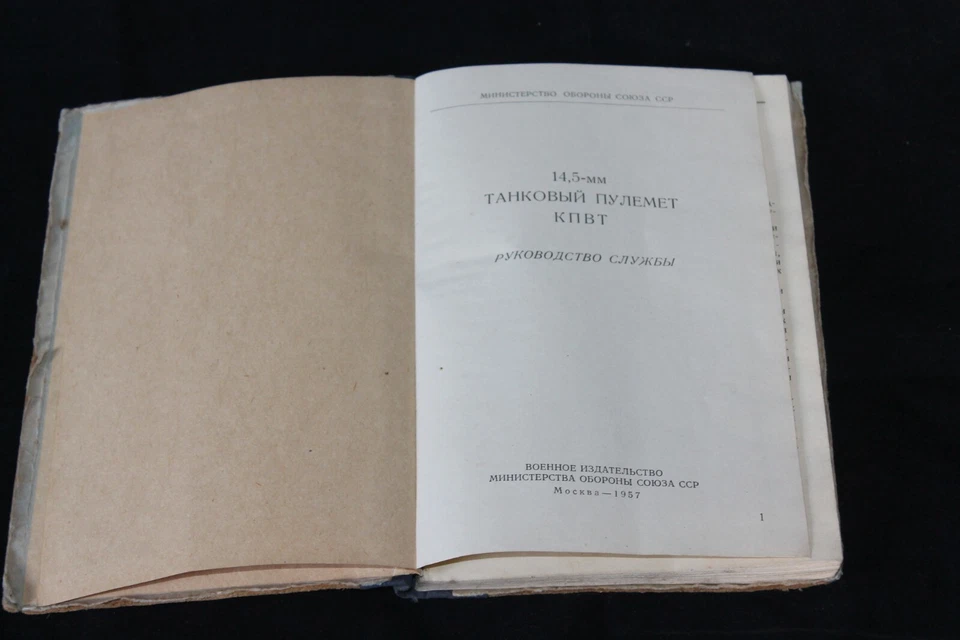 МИНИСТЕРСТВО ОБОРОНЫ СОЮЗА ССР
14,5-мм
ТАНКОВЫЙ ПУЛЕМЕТ
КПВТ
РУКОВОДСТВО СЛУЖБЫ
ВОЕННОЕ ИЗДАТЕЛЬСТВО
МИНИСТЕРСТВА ОБОРОНЫ СОЮЗА ССР
Москва—1957
1